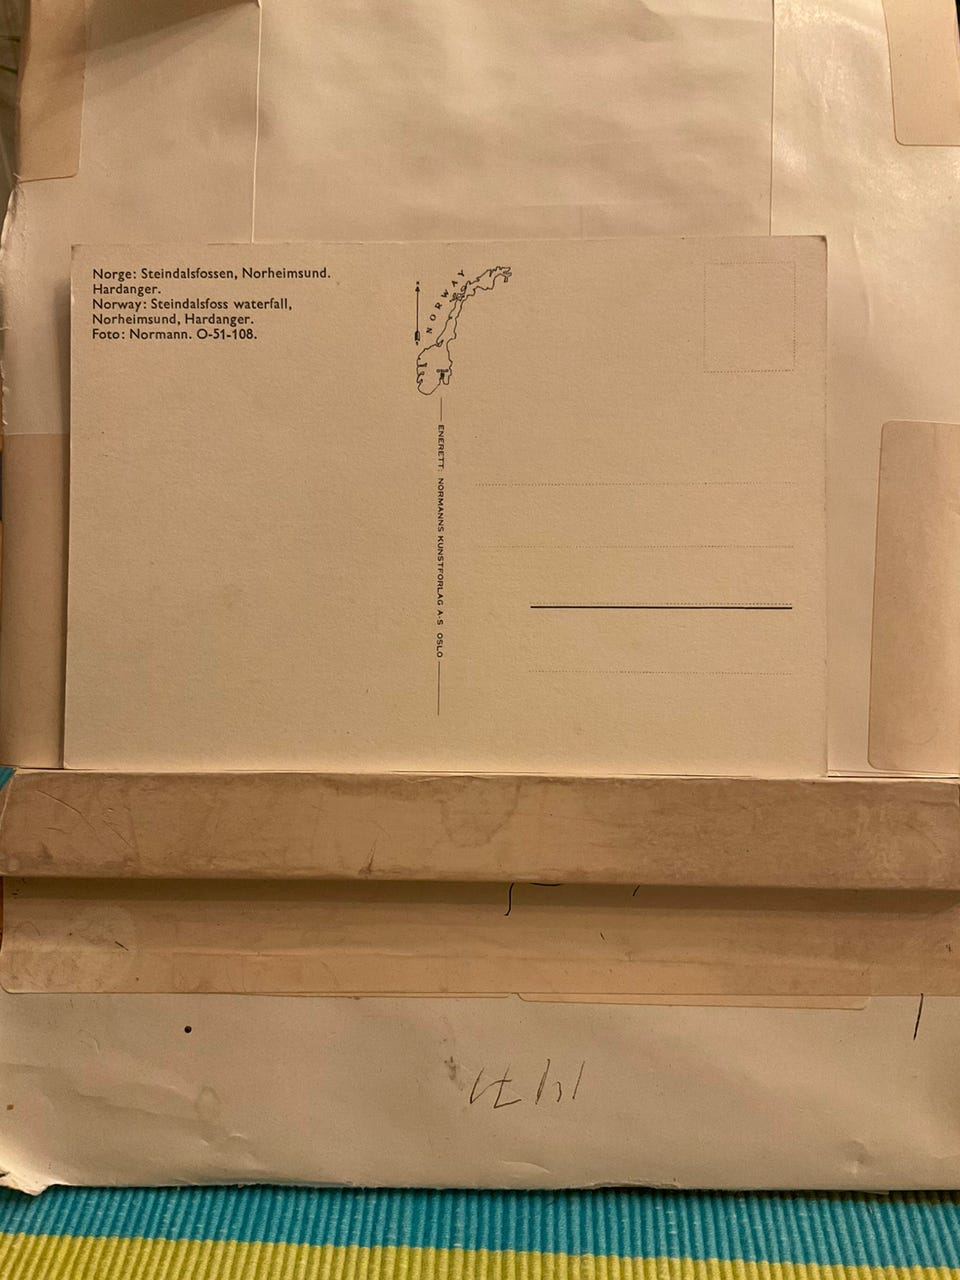 Norge: Steindalsfossen, Norheimsund.
Hardanger.
Norway: Steindalsfoss waterfall,
Norheimsund, Hardanger.
Foto: Normann. O-51-108.
NORWAY
ENERETT: NORMANNS KUNSTFORLAG A·S OSLO